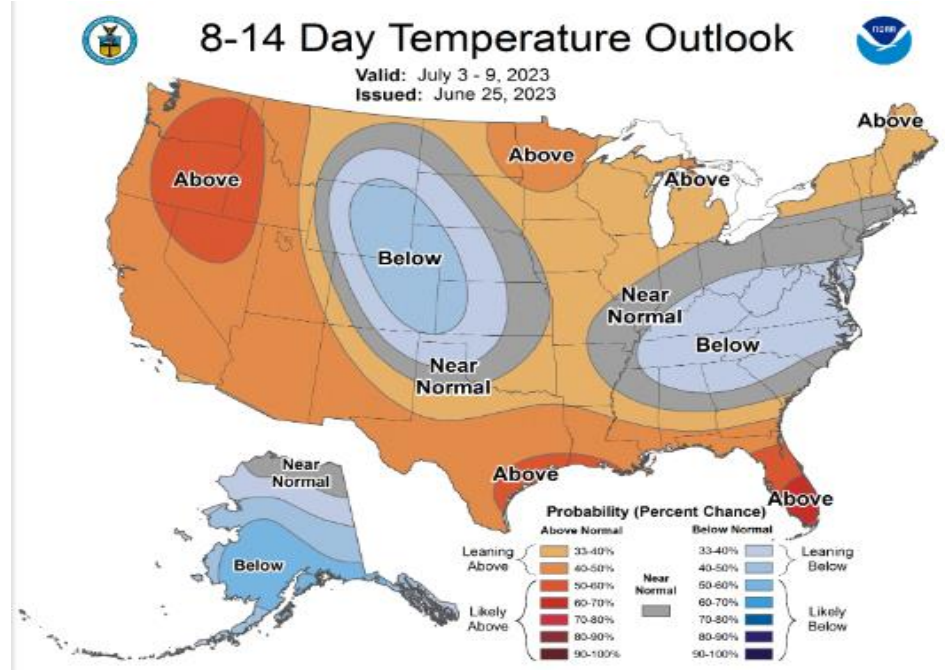 8-14 Day Temperature Outlook
NOAA
Valid: July 3 - 9, 2023
Issued: June 25, 2023
Above
Above
Above
Above
Below
Near
Normal
Below
Near
Normal
Above
Above
Near
Normal
Below
Probability (Percent Chance)
Above Normal
Below Normal
Leaning
Above
33-40%
40-50%
50-60%
60-70%
70-80%
80-90%
90-100%
Likely
Above
Near
Normal
33-40%
40-50%
50-60%
60-70%
70-80%
80-90%
90-100%
Leaning
Below
Likely
Below